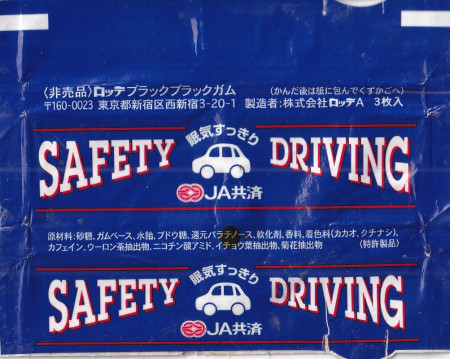 〈非売品〉ロッテブラックブラックガム
(かんだ後は紙に包んでくずかごへ)
〒160-0023 東京都新宿区西新宿3-20-1 製造者:株式会社ロッテA 3枚入
眠気すっきり
SAFETY DRIVING
JA共済
原材料:砂糖、ガムベース、水飴、ブドウ糖、還元パラチノース、軟化剤、香料、着色料(カカオ、クチナシ)、
カフェイン、ウーロン茶抽出物、ニコチン酸アミド、イチョウ葉抽出物、菊花抽出物 (特許製品)
眠気すっきり
SAFETY DRIVING
JA共済